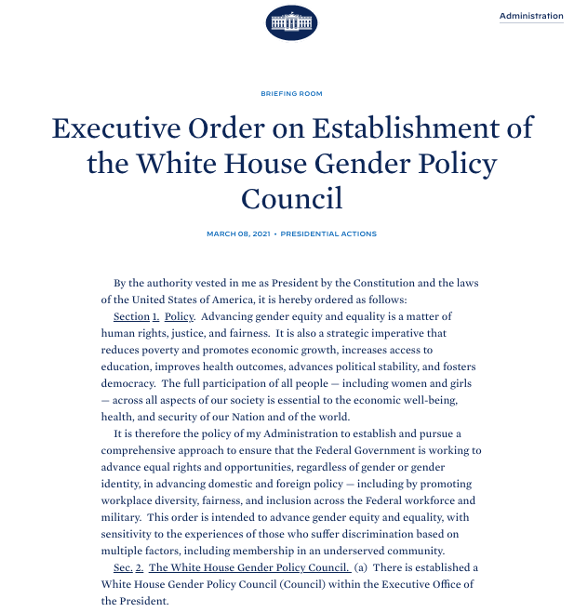 Administration
BRIEFING ROOM
Executive Order on Establishment of
the White House Gender Policy
Council
MARCH 08, 2021 • PRESIDENTIAL ACTIONS
By the authority vested in me as President by the Constitution and the laws
of the United States of America, it is hereby ordered as follows:
Section 1. Policy. Advancing gender equity and equality is a matter of
human rights, justice, and fairness. It is also a strategic imperative that
reduces poverty and promotes economic growth, increases access to
education, improves health outcomes, advances political stability, and fosters
democracy. The full participation of all people — including women and girls
— across all aspects of our society is essential to the economic well-being,
health, and security of our Nation and of the world.
It is therefore the policy of my Administration to establish and pursue a
comprehensive approach to ensure that the Federal Government is working to
advance equal rights and opportunities, regardless of gender or gender
identity, in advancing domestic and foreign policy — including by promoting
workplace diversity, fairness, and inclusion across the Federal workforce and
military. This order is intended to advance gender equity and equality, with
sensitivity to the experiences of those who suffer discrimination based on
multiple factors, including membership in an underserved community.
Sec. 2. The White House Gender Policy Council. (a) There is established a
White House Gender Policy Council (Council) within the Executive Office of
the President.